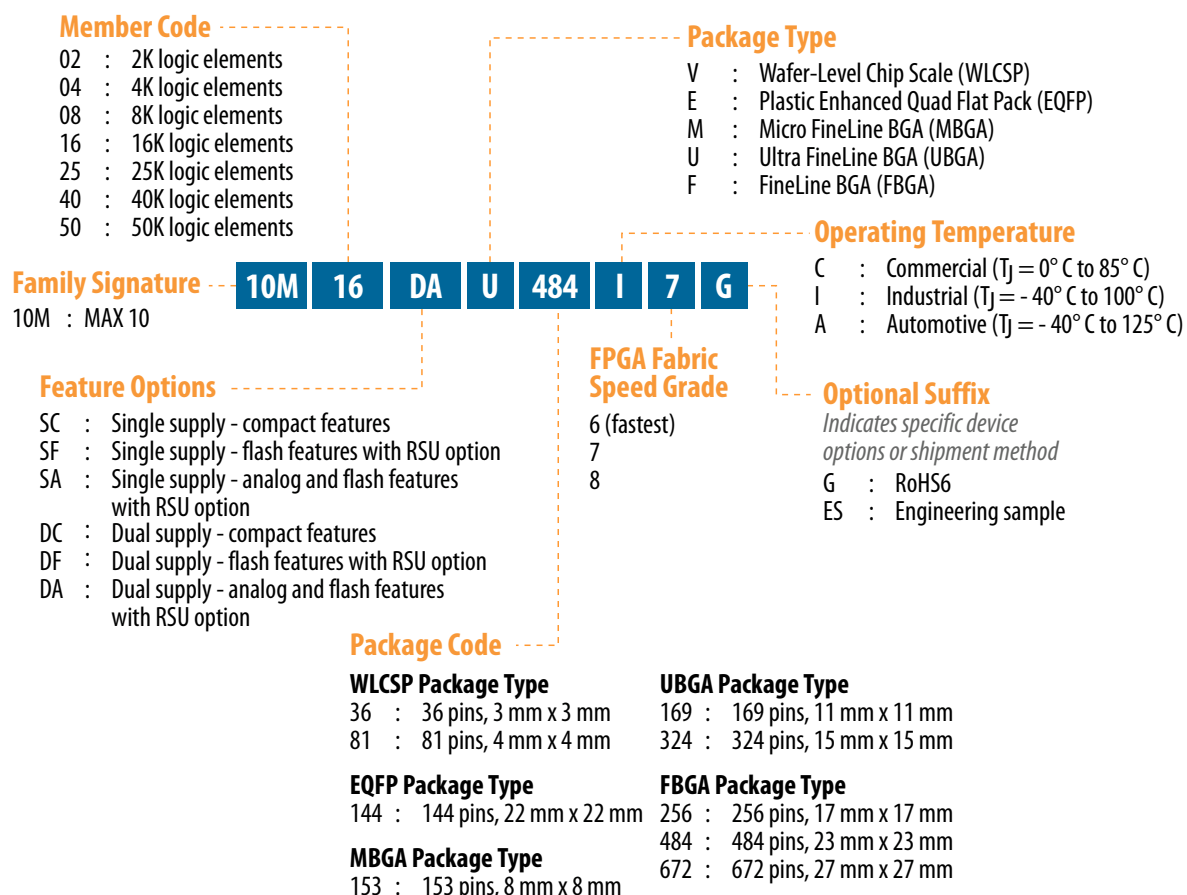 Member Code
02 : 2K logic elements
04 : 4K logic elements
08 : 8K logic elements
16 : 16K logic elements
25 : 25K logic elements
40 : 40K logic elements
50 : 50K logic elements
Package Type
V : Wafer-Level Chip Scale (WLCSP)
E : Plastic Enhanced Quad Flat Pack (EQFP)
M : Micro FineLine BGA (MBGA)
U : Ultra FineLine BGA (UBGA)
F : FineLine BGA (FBGA)
Operating Temperature
C : Commercial (TJ = 0° C to 85° C)
I : Industrial (TJ = - 40° C to 100° C)
A : Automotive (TJ = - 40° C to 125° C)
Family Signature
10M : MAX 10
10M 16 DA U 484 I 7 G
Feature Options
SC : Single supply - compact features
SF : Single supply - flash features with RSU option
SA : Single supply - analog and flash features
with RSU option
DC : Dual supply - compact features
DF : Dual supply - flash features with RSU option
DA : Dual supply - analog and flash features
with RSU option
FPGA Fabric
Speed Grade
6 (fastest)
7
8
Optional Suffix
Indicates specific device
options or shipment method
G : RoHS6
ES : Engineering sample
Package Code
WLCSP Package Type
36 : 36 pins, 3 mm x 3 mm
81 : 81 pins, 4 mm x 4 mm
EQFP Package Type
144 : 144 pins, 22 mm x 22 mm
MBGA Package Type
153 : 153 pins, 8 mm x 8 mm
UBGA Package Type
169 : 169 pins, 11 mm x 11 mm
324 : 324 pins, 15 mm x 15 mm
FBGA Package Type
256 : 256 pins, 17 mm x 17 mm
484 : 484 pins, 23 mm x 23 mm
672 : 672 pins, 27 mm x 27 mm